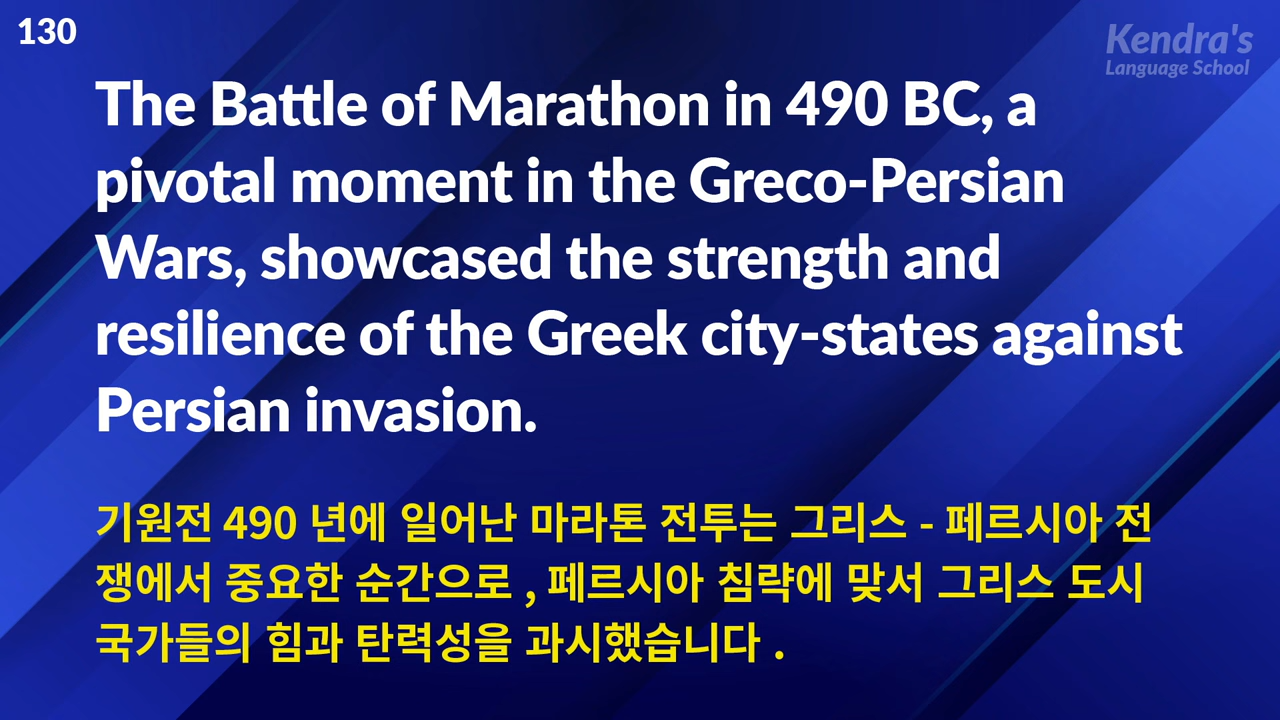 130
Kendra's
Language School
The Battle of Marathon in 490 BC, a
pivotal moment in the Greco-Persian
Wars, showcased the strength and
resilience of the Greek city-states against
Persian invasion.
기원전 490 년에 일어난 마라톤 전투는 그리스 - 페르시아 전
쟁에서 중요한 순간으로 , 페르시아 침략에 맞서 그리스 도시
국가들의 힘과 탄력성을 과시했습니다 .